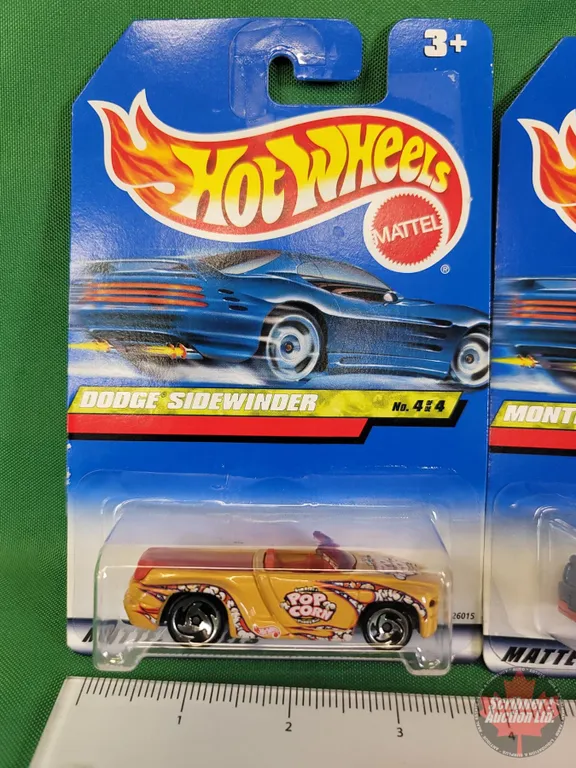 3+
HOT WHEELS
MATTEL
®
DODGE® SIDEWINDER
No. 4 of 4
MONT
POP
CORN
26015
MATTE
1 2 3 4
Scribner
Auction Ltd.